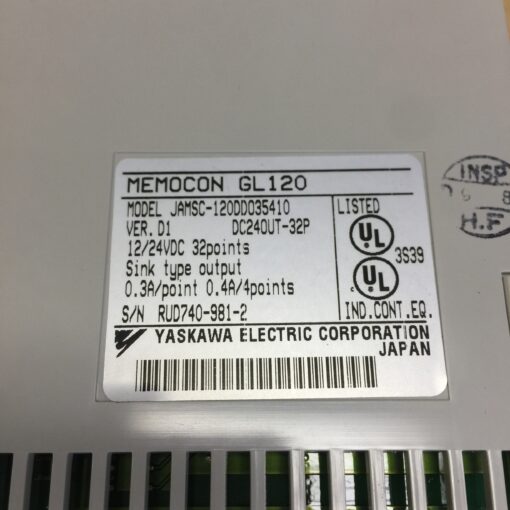 MEMOCON GL120
MODEL JAMSC-120DDO35410
VER. D1 DC24OUT-32P
12/24VDC 32points
Sink type output
0.3A/point 0.4A/4points
S/N RUD740-981-2
LISTED
UL
3S39
UL
IND.CONT.EQ.
YASKAWA ELECTRIC CORPORATION
JAPAN
INSP
H.F